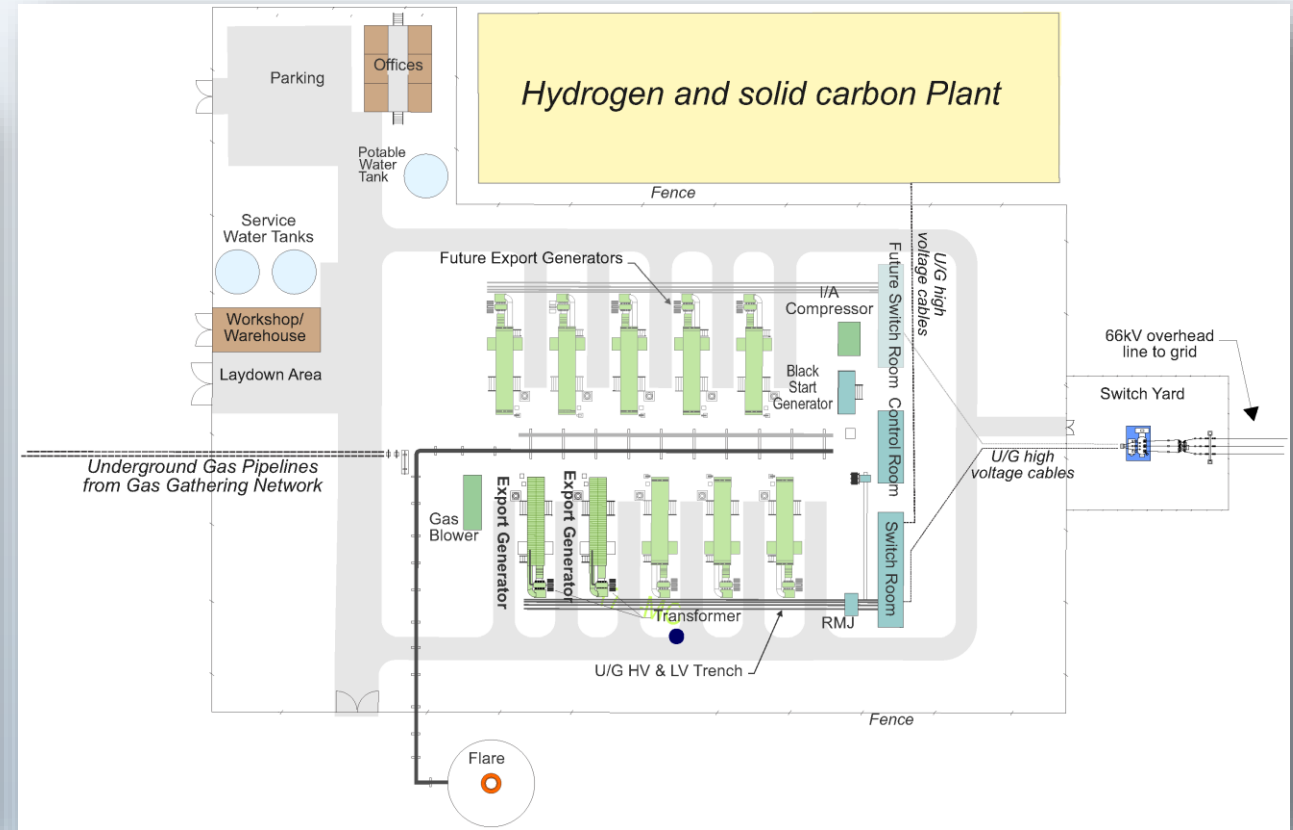 Hydrogen and solid carbon Plant
Parking
Offices
Potable
Water
Tank
Fence
Service
Water Tanks
Future Export Generators
I/A
Compressor
Future Switch Room
U/G high
voltage cables
Workshop/
Warehouse
Laydown Area
Black
Start
Generator
Control Room
66kV overhead
line to grid
Switch Yard
U/G high
voltage cables
Underground Gas Pipelines
from Gas Gathering Network
Gas
Blower
Export Generator
Export Generator
Switch Room
Transformer
RMJ
U/G HV & LV Trench
Fence
Flare